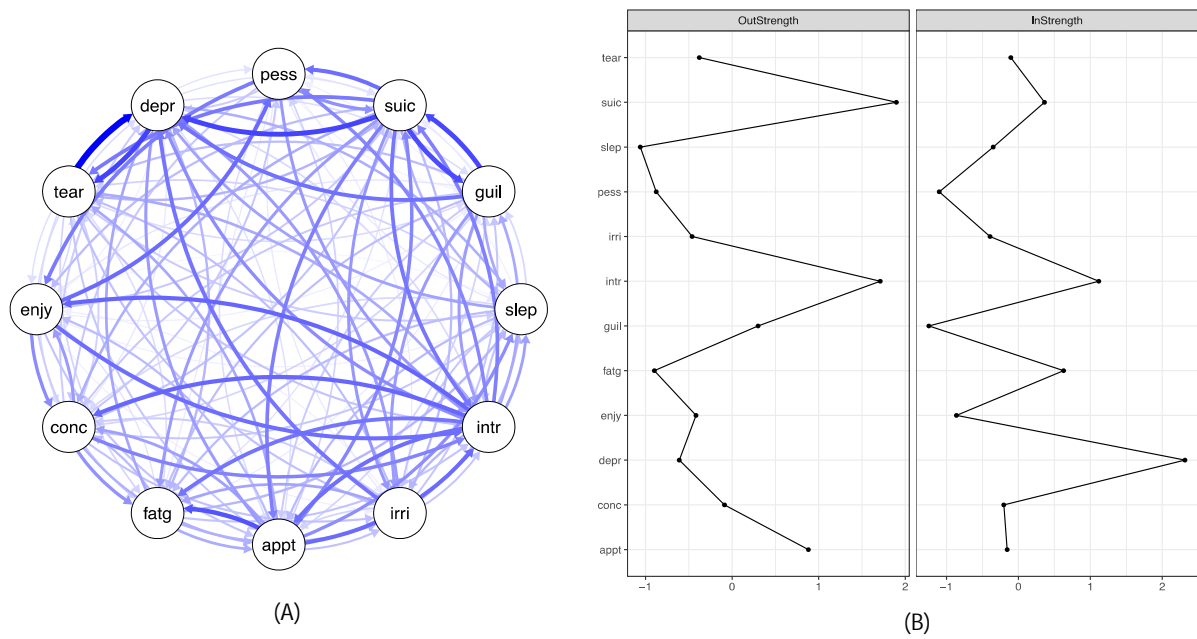 pess
depr
suic
tear
guil
enjy
slep
conc
intr
fatg
irri
appt
(A)
OutStrength
InStrength
tear
suic
slep
pess
irri
intr
guil
fatg
enjy
depr
conc
appt
−1 0 1 2
−1 0 1 2
(B)